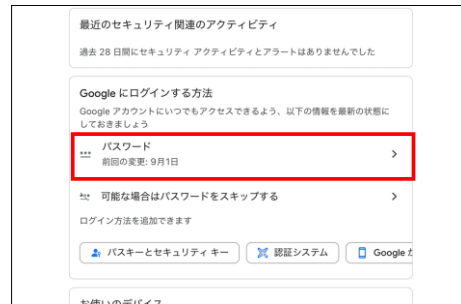 最近のセキュリティ関連のアクティビティ
過去 28 日間にセキュリティ アクティビティとアラートはありませんでした
Google にログインする方法
Google アカウントにいつでもアクセスできるよう、以下の情報を最新の状態に
しておきましょう
パスワード
前回の変更: 9月1日
可能な場合はパスワードをスキップする
ログイン方法を追加できます
パスキーとセキュリティ キー 認証システム Google か
お使いのデバイス